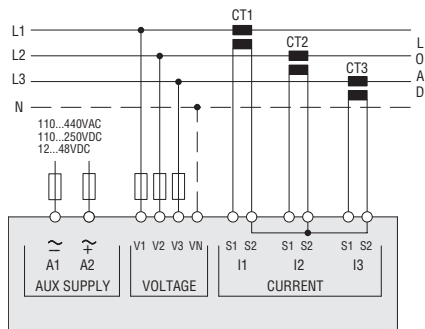 CT1
L1
L2
CT2
L3
CT3
N
L
O
A
D
110...440VAC
110...250VDC
12...48VDC
V1 V2 V3 VN S1 S2 S1 S2 S1 S2
A1 A2 I1 I2 I3
AUX SUPPLY VOLTAGE CURRENT